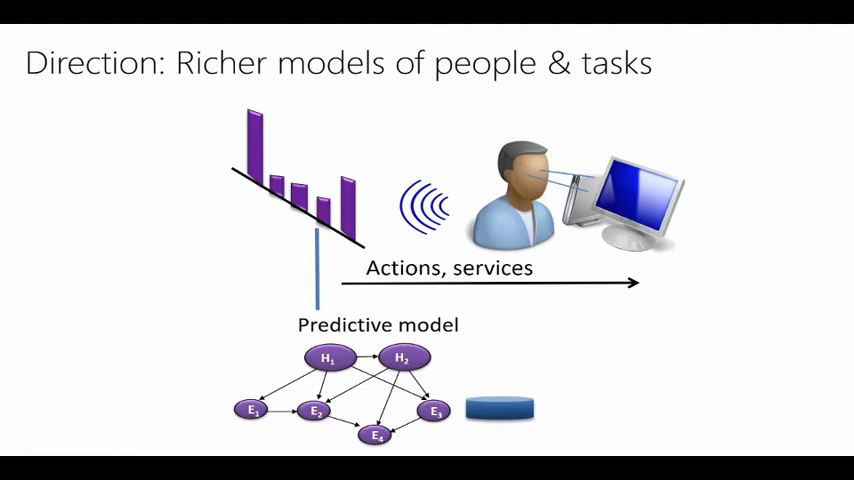 Direction: Richer models of people & tasks
Actions, services
Predictive model
H₁ H₂
E₁ E₂ E₃
E₄